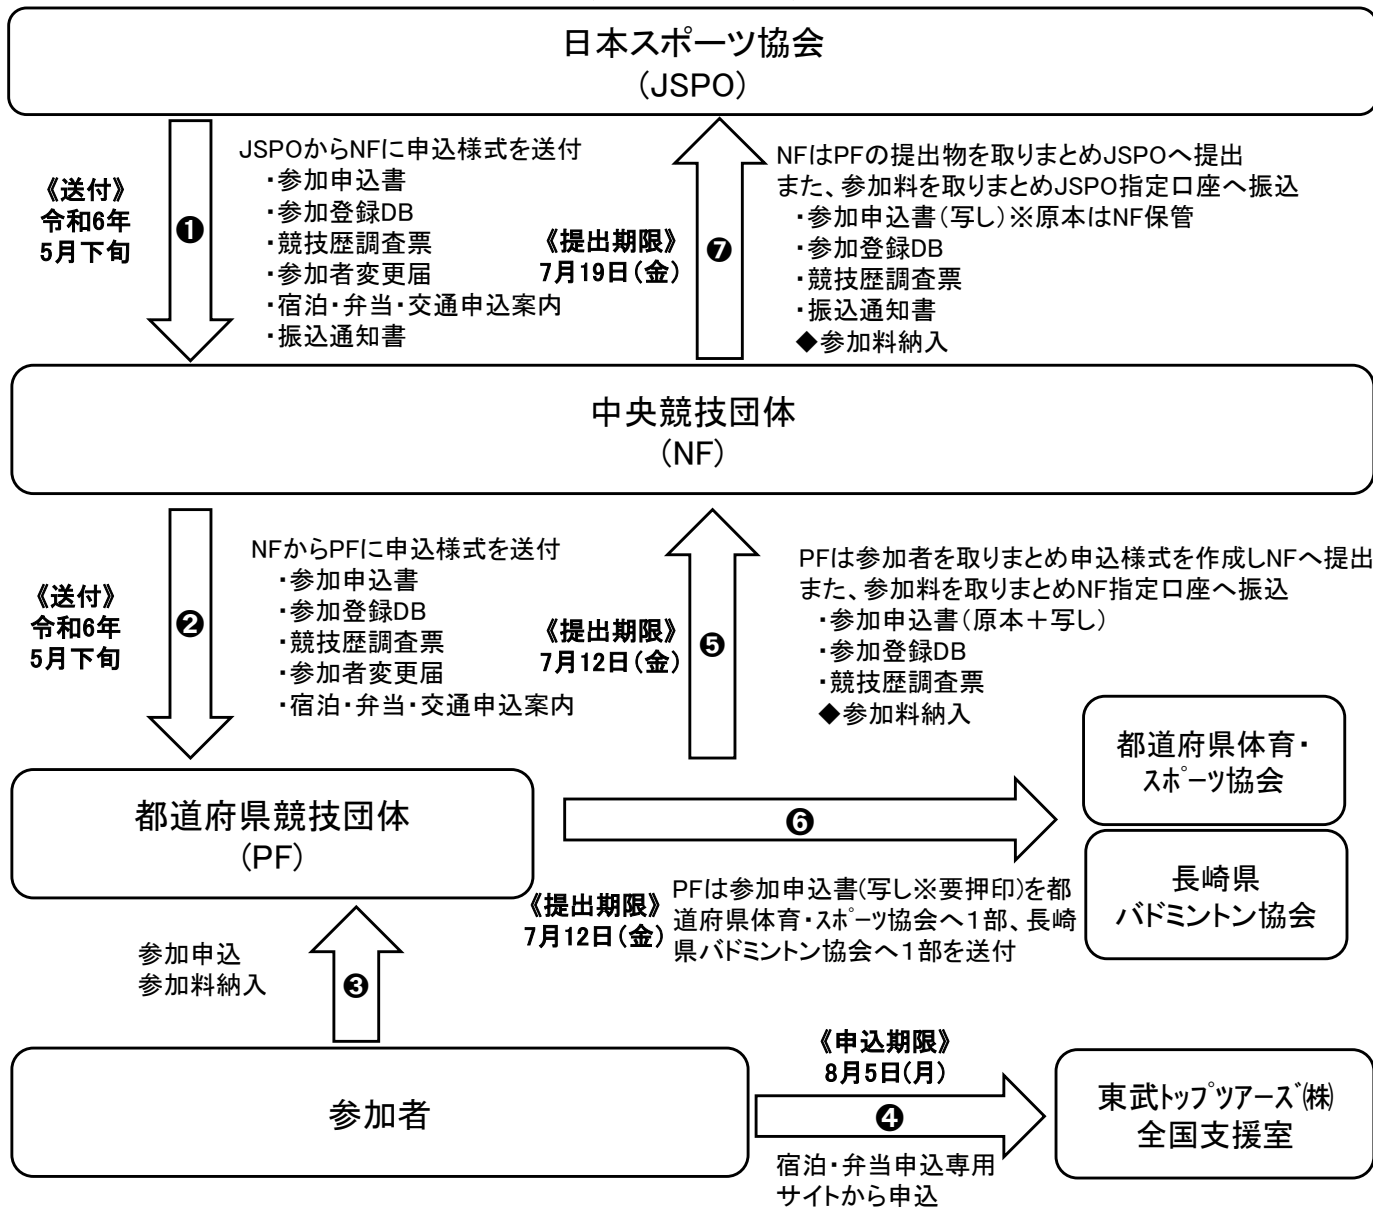 日本スポーツ協会
(JSPO)
《送付》
令和6年
5月下旬
❶
JSPOからNFに申込様式を送付
・参加申込書
・参加登録DB
・競技歴調査票
・参加者変更届
・宿泊・弁当・交通申込案内
・振込通知書
《提出期限》
7月19日(金)
❼
NFはPFの提出物を取りまとめJSPOへ提出
また、参加料を取りまとめJSPO指定口座へ振込
・参加申込書(写し)※原本はNF保管
・参加登録DB
・競技歴調査票
・振込通知書
◆参加料納入
中央競技団体
(NF)
《送付》
令和6年
5月下旬
❷
NFからPFに申込様式を送付
・参加申込書
・参加登録DB
・競技歴調査票
・参加者変更届
・宿泊・弁当・交通申込案内
《提出期限》
7月12日(金)
❺
PFは参加者を取りまとめ申込様式を作成しNFへ提出
また、参加料を取りまとめNF指定口座へ振込
・参加申込書(原本+写し)
・参加登録DB
・競技歴調査票
◆参加料納入
都道府県競技団体
(PF)
❻
都道府県体育・
スポーツ協会
長崎県
バドミントン協会
《提出期限》
7月12日(金)
PFは参加申込書(写し※要押印)を都
道府県体育・スポーツ協会へ1部、長崎
県バドミントン協会へ1部を送付
参加申込
参加料納入
❸
参加者
《申込期限》
8月5日(月)
❹
宿泊・弁当申込専用
サイトから申込
東武トップツアーズ㈱
全国支援室